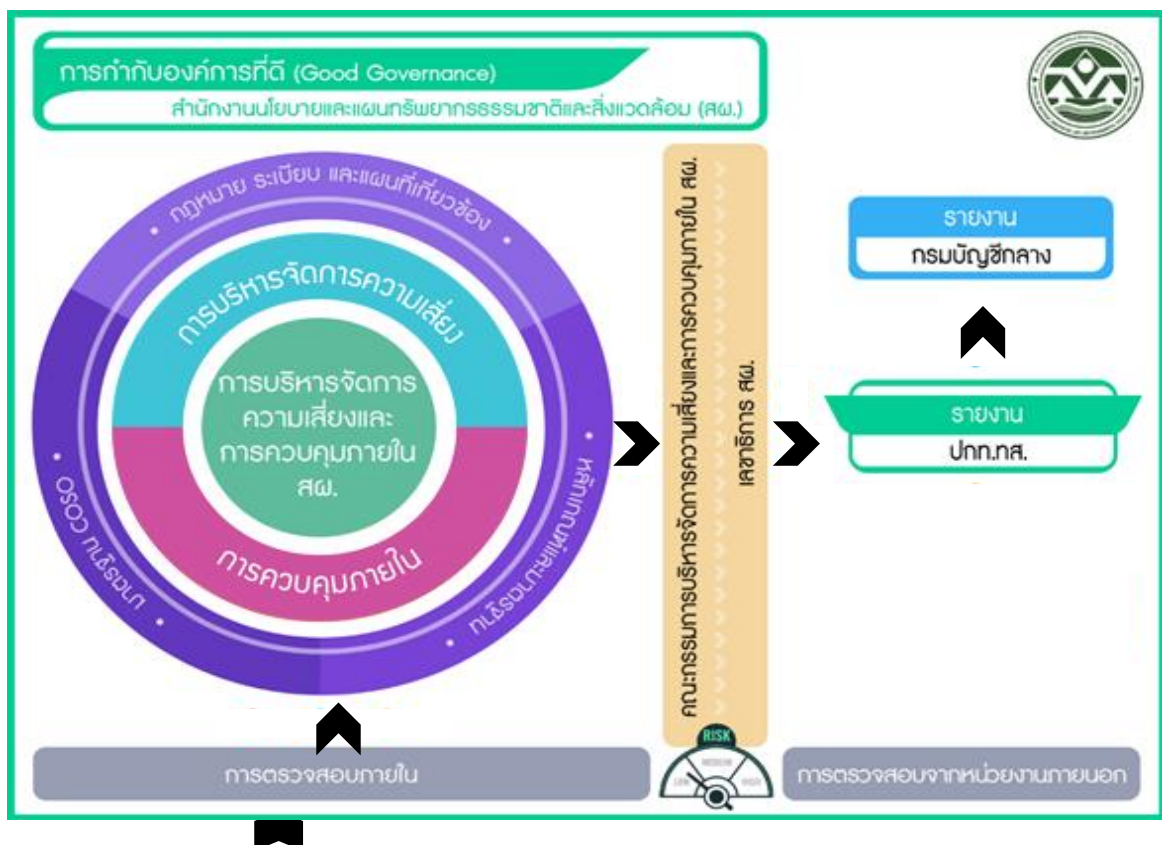 การกำกับองค์การที่ดี (Good Governance)
สำนักงานนโยบายและแผนทรัพยากรธรรมชาติและสิ่งแวดล้อม (สผ.)
• กฎหมาย ระเบียบ และแผนที่เกี่ยวข้อง •
การบริหารจัดการความเสี่ยง
การบริหารจัดการ
ความเสี่ยงและ
การควบคุมภายใน
สผ.
การควบคุมภายใน
• มาตรฐาน COSO •
• หลักเกณฑ์และมาตรฐาน •
คณะกรรมการบริหารจัดการความเสี่ยงและการควบคุมภายใน สผ.
เลขาธิการ สผ.
รายงาน
กรมบัญชีกลาง
รายงาน
ปกท.ทส.
การตรวจสอบภายใน
RISK
LOW
MEDIUM
HIGH
การตรวจสอบจากหน่วยงานภายนอก